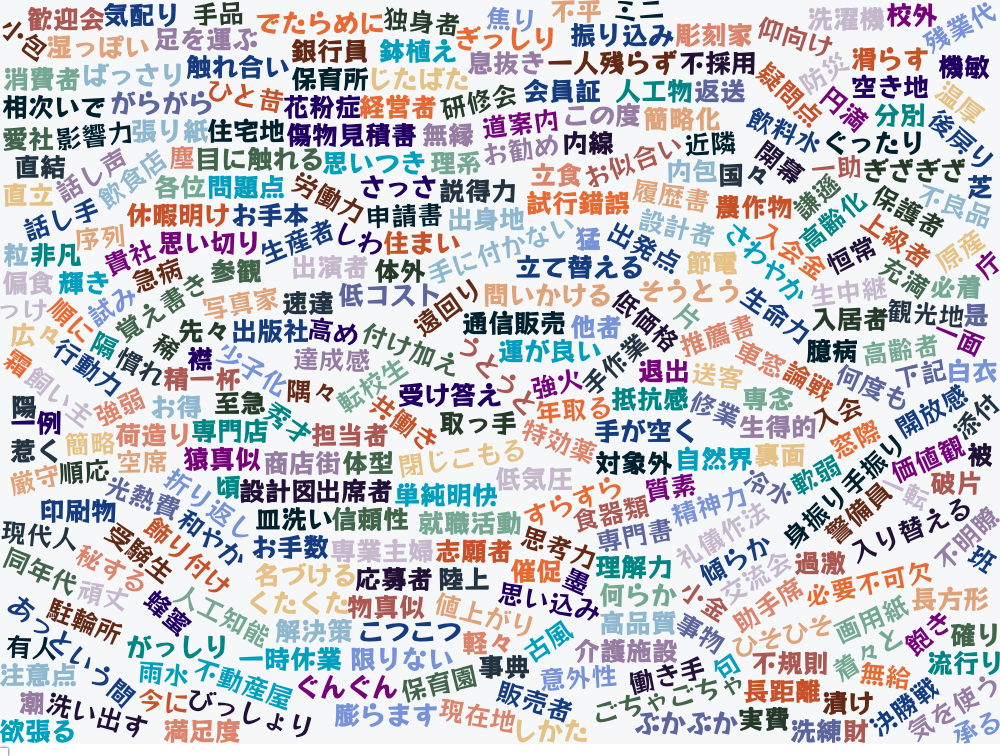 歓迎会 気配り 手品 でたらめに 独身者 焦り 不平 ミニ 洗濯機 校外 残業代
小包 湿っぽい 足を運ぶ 銀行員 鉢植え ぎっしり 振り込み 彫刻家 仰向け 滑らす 機敏
消費者 ばっさり 触れ合い 保育所 じたばた 息抜き 一人残らず 不採用 疑問点 防災 空き地 温厚
相次いで がらがら ひと昔 花粉症 経営者 研修会 会員証 人工物 返送 円満 分別 後戻り
愛社 影響力 張り紙 住宅地 傷物 見積書 無縁 道案内 この度 簡略化 飲料水 ぐったり
直結 話し声 飲食店 塵 目に触れる 思いつき 理系 お勧め 内線 お似合い 近隣 開幕 一助 ぎざぎざ 芝
直立 各位 問題点 労働力 さっさ 説得力 立食 試行錯誤 履歴書 内包 国々 農作物 謙遜 保護者 不良品
話し手 休暇明け お手本 申請書 出身地 設計者 高齢化 上級者 原産
粒 非凡 序列 貴社 思い切り 生産者 しわ 住まい 手に付かない 猛 出発点 さわやか 入会金 恒常 充満 片
偏食 輝き 急病 参観 出演者 体外 立て替える 節電 生中継 必着
つけ 順に 試み 覚え書き 写真家 速達 低コスト 遠回り 問いかける 低価格 そうとう 生命力 入居者 観光地 是
広々 隔 稀 先々 出版社 高め 付け加え 通信販売 他者 片 推薦書 一面
霜 行動力 慣れ 襟 少子化 達成感 うとうと 運が良い 手作業 車窓 論戦 臆病 高齢者
飼い主 強弱 精一杯 隅々 転校生 受け答え 強火 退出 送客 何度も 下記 白衣
陽 一例 お得 至急 秀才 共働き 取っ手 年取る 抵抗感 修業 専念 入会 開放感 添付
惹く 簡略 荷造り 専門店 担当者 特効薬 手が空く 生得的 窓際 手振り 価値観 被
厳守 順応 空席 猿真似 商店街 体型 閉じこもる 低気圧 対象外 自然界 裏面 軟弱 一転 破片
光熱費 折り返し 頃 設計図 出席者 単純明快 すらすら 質素 冷水 身振り 警備員
印刷物 和やか 皿洗い 信頼性 就職活動 食器類 精神力 入り替える 不明瞭
現代人 受験生 飾り付け お手数 専業主婦 志願者 思考力 専門書 礼儀作法 傾らか 過激 班
同年代 秘する 頑丈 名づける 応募者 陸上 催促 墨 理解力 交流会 必要不可欠 長方形
あっという間 駐輪所 蜂蜜 人工知能 くたくた 物真似 値上がり 思い込み 何らか 小金 助手席 画用紙
有人 がっしり 解決策 こつこつ 軽々 古風 高品質 事物 ひそひそ 着々と 飽き 確り
注意点 雨水 不動産屋 一時休業 限りない 事典 意外性 介護施設 働き手 句 不規則 無給 流行り
潮 洗い出す 今に びっしょり ぐんぐん 保育園 販売者 ごちゃごちゃ 長距離 漬け 決勝戦 気を使う
欲張る 満足度 膨らます 現在地 しかた ぶかぶか 実費 洗練 財 承る